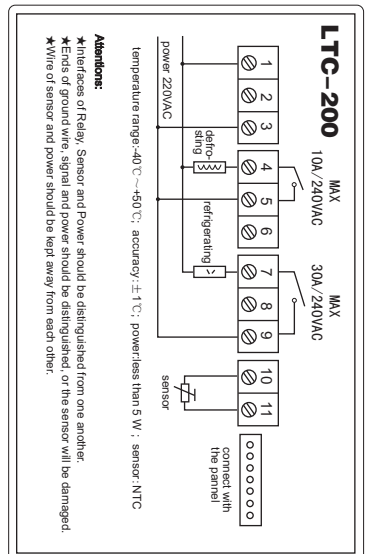 LTC-200
MAX
10A/240VAC
MAX
30A/240VAC
1 2 3 4 5 6 7 8 9 10 11
defro-
sting
refrigerating
power 220VAC
sensor
connect with
the pannel
temperature range:-40℃~+50℃; accuracy:±1℃; power:less than 5 W; sensor:NTC
Attentions:
★Interfaces of Relay, Sensor and Power should be distinguished from one another.
★Ends of ground wire, signal and power should be distinguished, or the sensor will be damaged.
★Wire of sensor and power should be kept away from each other.